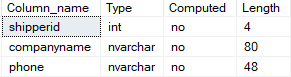 Column_name Type Computed Length
shipperid int no 4
companyname nvarchar no 80
phone nvarchar no 48